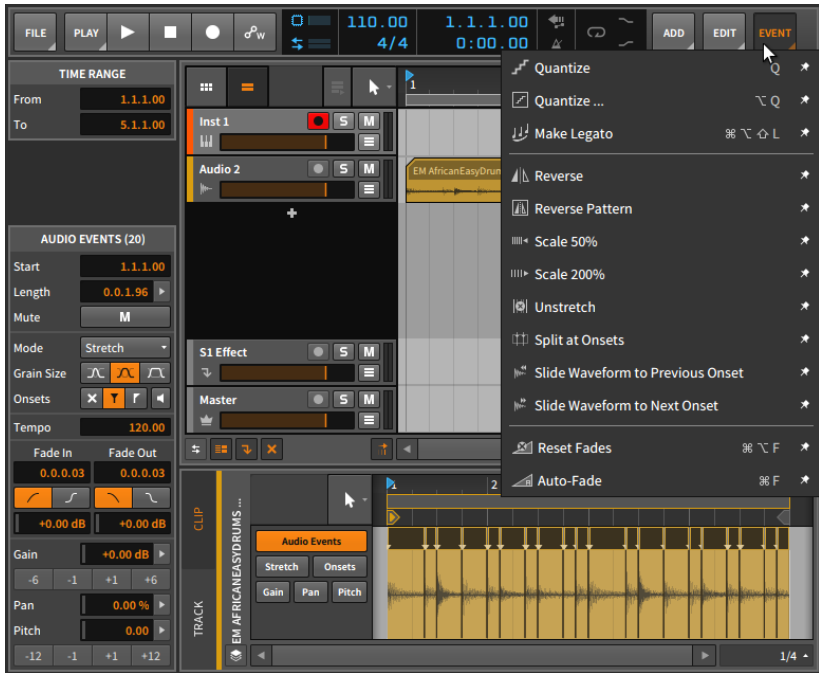 FILE PLAY 110.00 1.1.1.00 ADD EDIT EVENT
4/4 0:00.00
TIME RANGE
From 1.1.1.00
To 5.1.1.00
1
Inst 1 S M
Audio 2 S M
EM AfricanEasyDrum
S1 Effect S M
Master S M
Quantize Q
Quantize ... ⌥ Q
Make Legato ⌘ ⌥ ⇧ L
Reverse
Reverse Pattern
Scale 50%
Scale 200%
Unstretch
Split at Onsets
Slide Waveform to Previous Onset
Slide Waveform to Next Onset
Reset Fades ⌘ ⌥ F
Auto-Fade ⌘ F
AUDIO EVENTS (20)
Start 1.1.1.00
Length 0.0.1.96
Mute M
Mode Stretch
Grain Size
Onsets
Tempo 120.00
Fade In Fade Out
0.0.0.03 0.0.0.03
+0.00 dB +0.00 dB
Gain +0.00 dB
-6 -1 +1 +6
Pan 0.00 %
Pitch 0.00
-12 -1 +1 +12
CLIP
TRACK
EM AFRICANEASYDRUMS ...
Audio Events
Stretch Onsets
Gain Pan Pitch
1 2
1/4